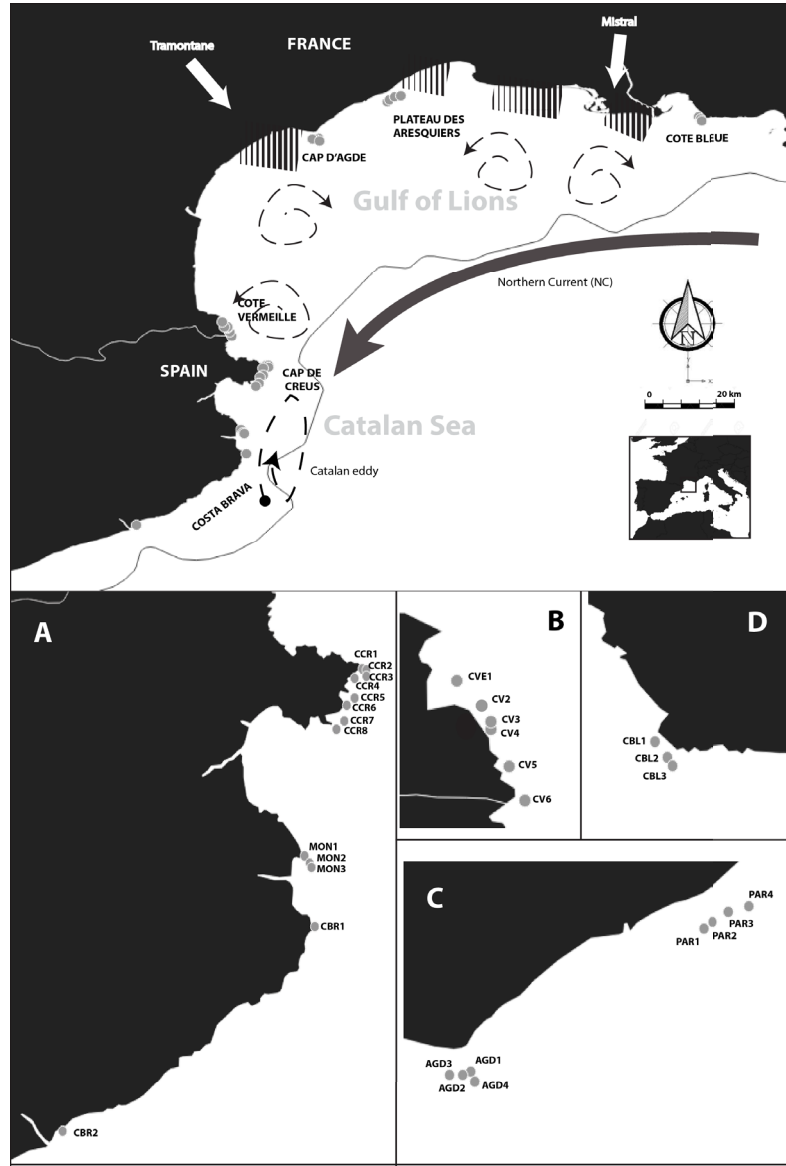 FRANCE
Tramontane
Mistral
PLATEAU DES
ARESQUIERS
COTE BLEUE
CAP D'AGDE
Gulf of Lions
Northern Current (NC)
COTE
VERMEILLE
SPAIN
CAP DE
CREUS
N
Y
X
0 20 km
Catalan Sea
Catalan eddy
COSTA BRAVA
A
CCR1
CCR2
CCR3
CCR4
CCR5
CCR6
CCR7
CCR8
MON1
MON2
MON3
CBR1
CBR2
B
CVE1
CV2
CV3
CV4
CV5
CV6
D
CBL1
CBL2
CBL3
C
PAR4
PAR3
PAR2
PAR1
AGD3
AGD1
AGD2
AGD4